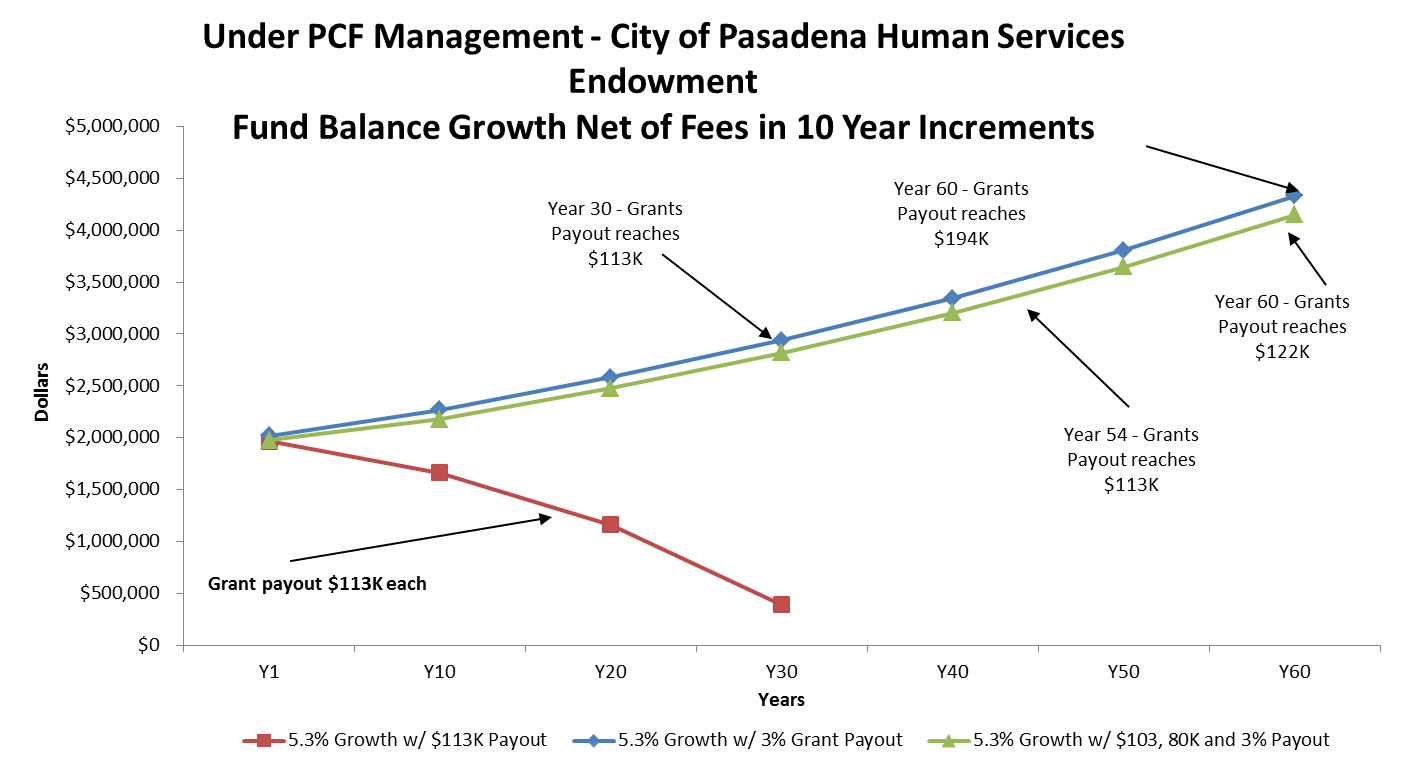 Under PCF Management - City of Pasadena Human Services
Endowment
Fund Balance Growth Net of Fees in 10 Year Increments
$5,000,000
$4,500,000
$4,000,000
$3,500,000
$3,000,000
$2,500,000
$2,000,000
$1,500,000
$1,000,000
$500,000
$0
Dollars
Year 30 - Grants
Payout reaches
$113K
Year 60 - Grants
Payout reaches
$194K
Year 60 - Grants
Payout reaches
$122K
Year 54 - Grants
Payout reaches
$113K
Grant payout $113K each
Y1
Y10
Y20
Y30
Y40
Y50
Y60
Years
5.3% Growth w/ $113K Payout
5.3% Growth w/ 3% Grant Payout
5.3% Growth w/ $103, 80K and 3% Payout